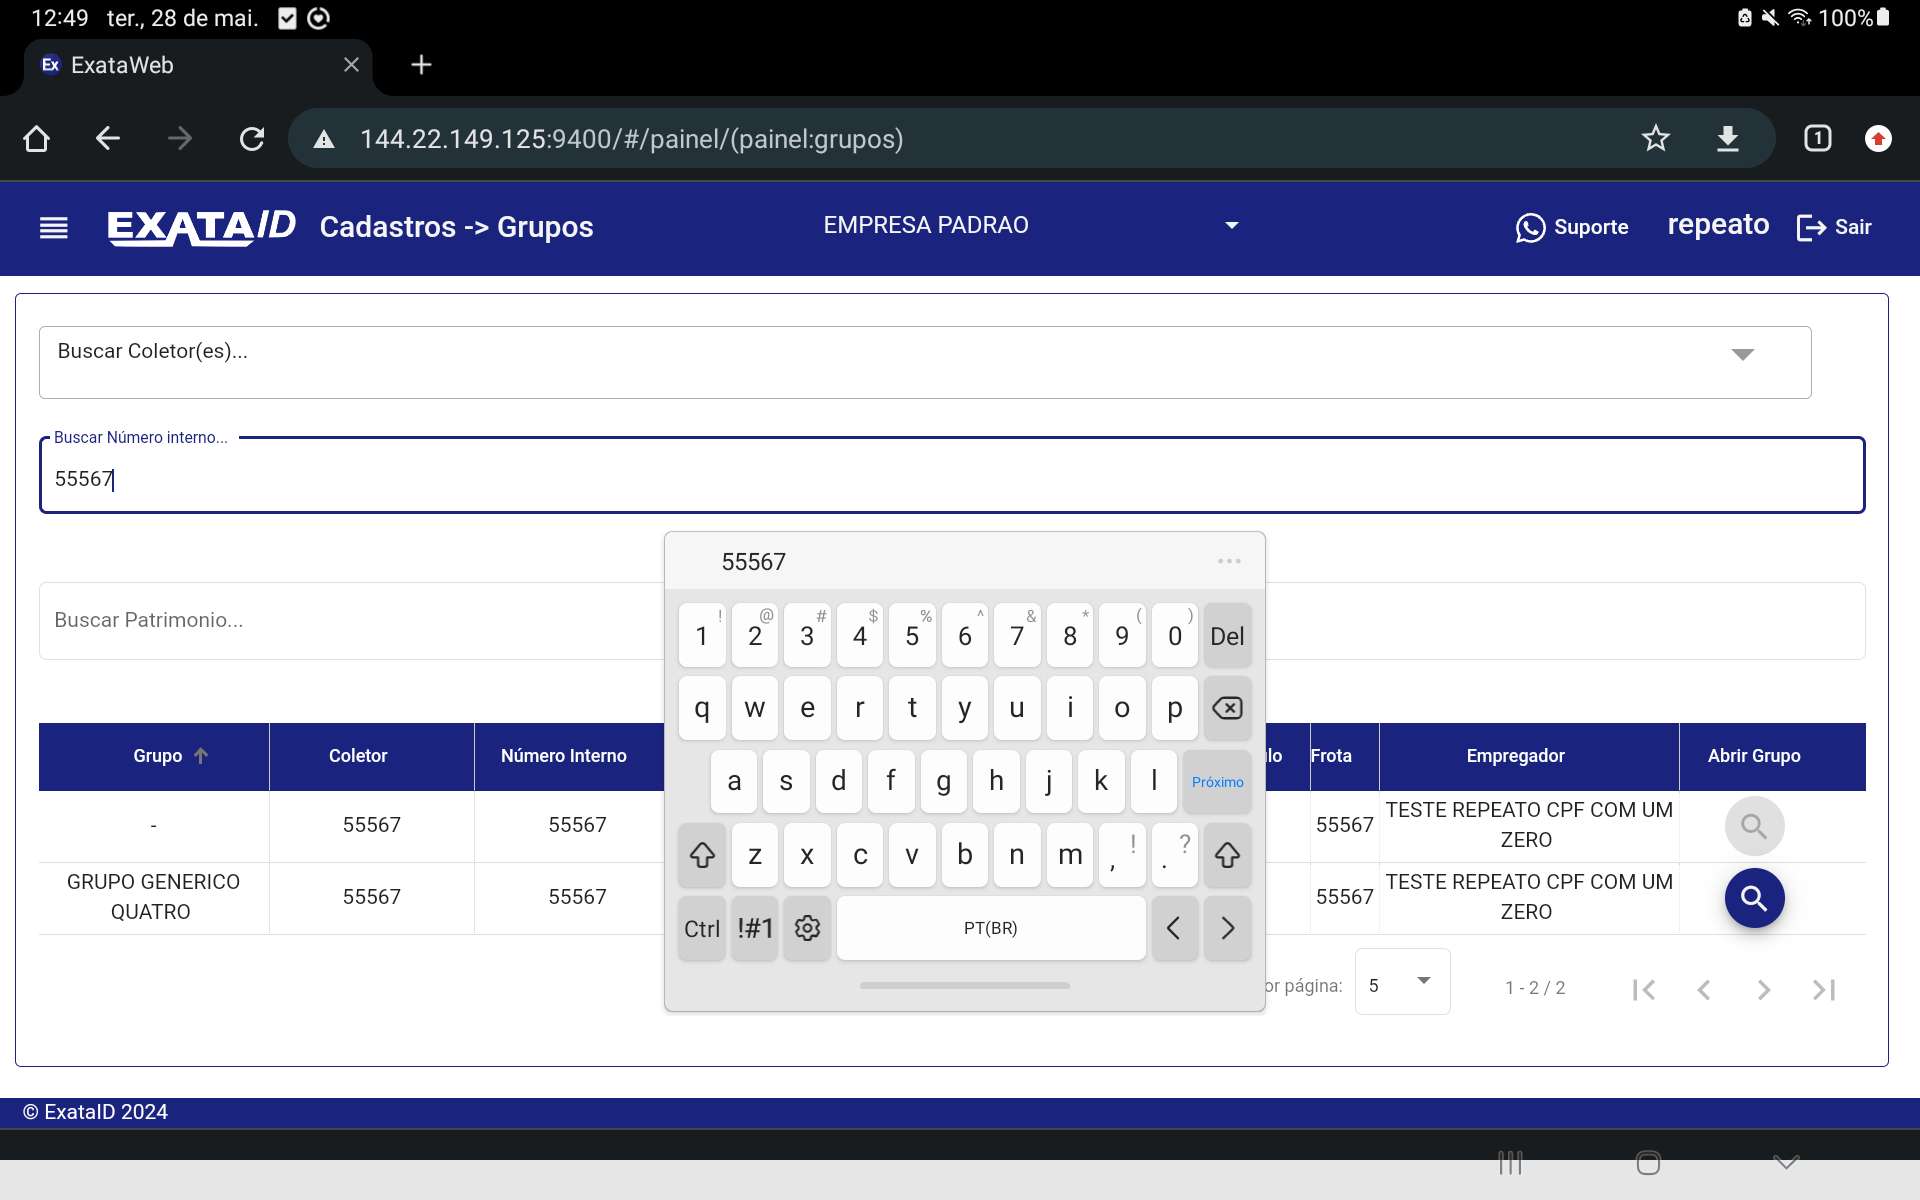 12:49 ter., 28 de mai.
100%
Ex ExataWeb
144.22.149.125:9400/#/painel/(painel:grupos)
1
EXATA/ID Cadastros -> Grupos
EMPRESA PADRAO
Suporte
repeato
Sair
Buscar Coletor(es)...
Buscar Número interno...
55567
Buscar Patrimonio...
55567
! @ # $ % ^ & * ( )
1 2 3 4 5 6 7 8 9 0 Del
q w e r t y u i o p
a s d f g h j k l Próximo
z x c v b n m , ! . ?
Ctrl !#1 PT(BR) < >
Grupo Coletor Número Interno lo Frota Empregador Abrir Grupo
- 55567 55567 55567 TESTE REPEATO CPF COM UM
ZERO
GRUPO GENERICO 55567 55567 55567 TESTE REPEATO CPF COM UM
QUATRO ZERO
or página: 5 1 - 2 / 2
© ExataID 2024